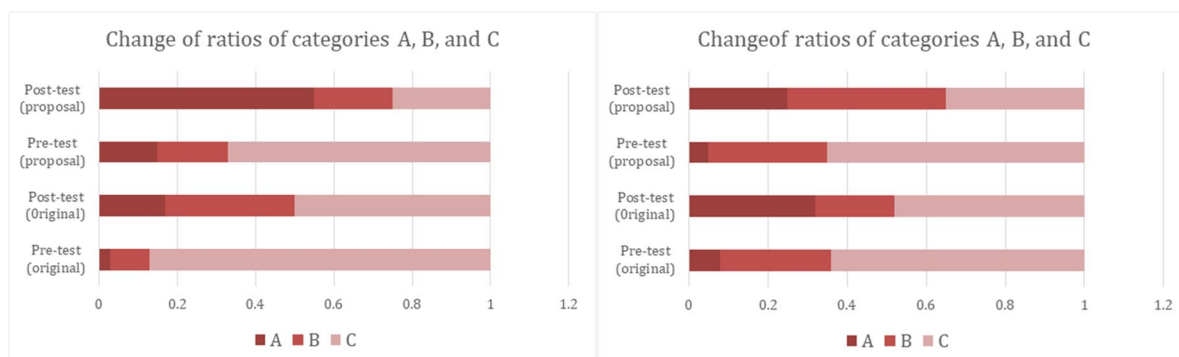 Change of ratios of categories A, B, and C
Post-test
(proposal)
Pre-test
(proposal)
Post-test
(0riginal)
Pre-test
(original)
0 0.2 0.4 0.6 0.8 1 1.2
A B C
Changeof ratios of categories A, B, and C
Post-test
(proposal)
Pre-test
(proposal)
Post-test
(0riginal)
Pre-test
(original)
0 0.2 0.4 0.6 0.8 1 1.2
A B C